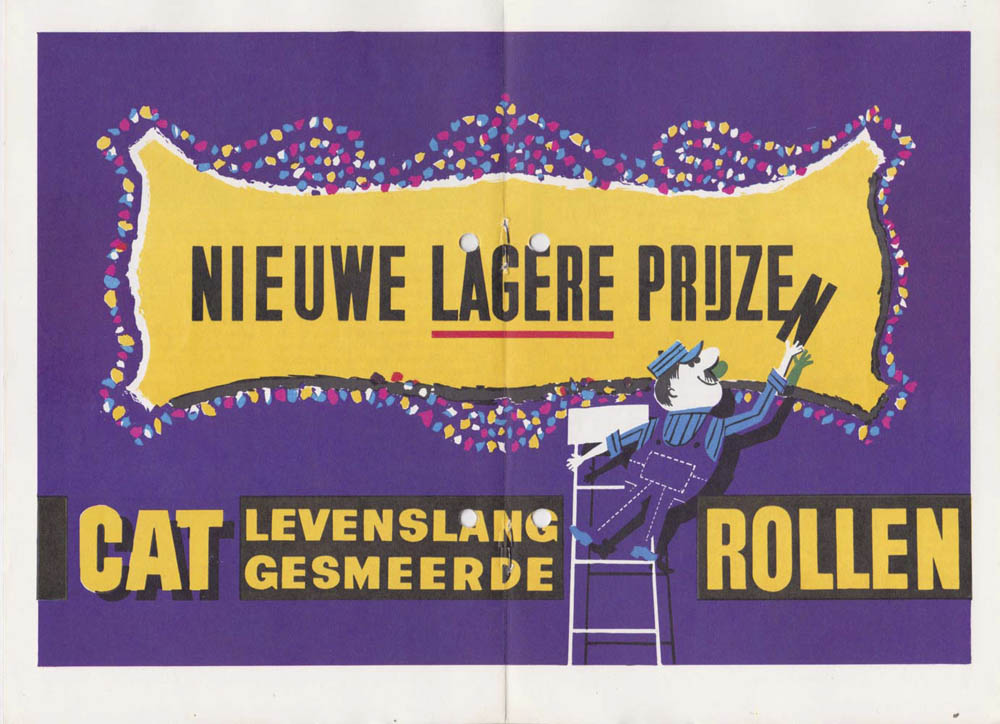 NIEUWE LAGERE PRIJZEN
CAT LEVENSLANG
GESMEERDE
ROLLEN